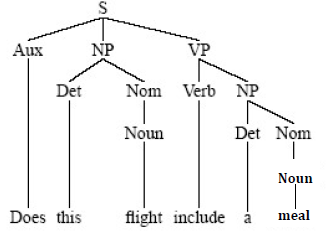 S
Aux NP VP
Det Nom Verb NP
Noun Det Nom
Noun
Does this flight include a meal